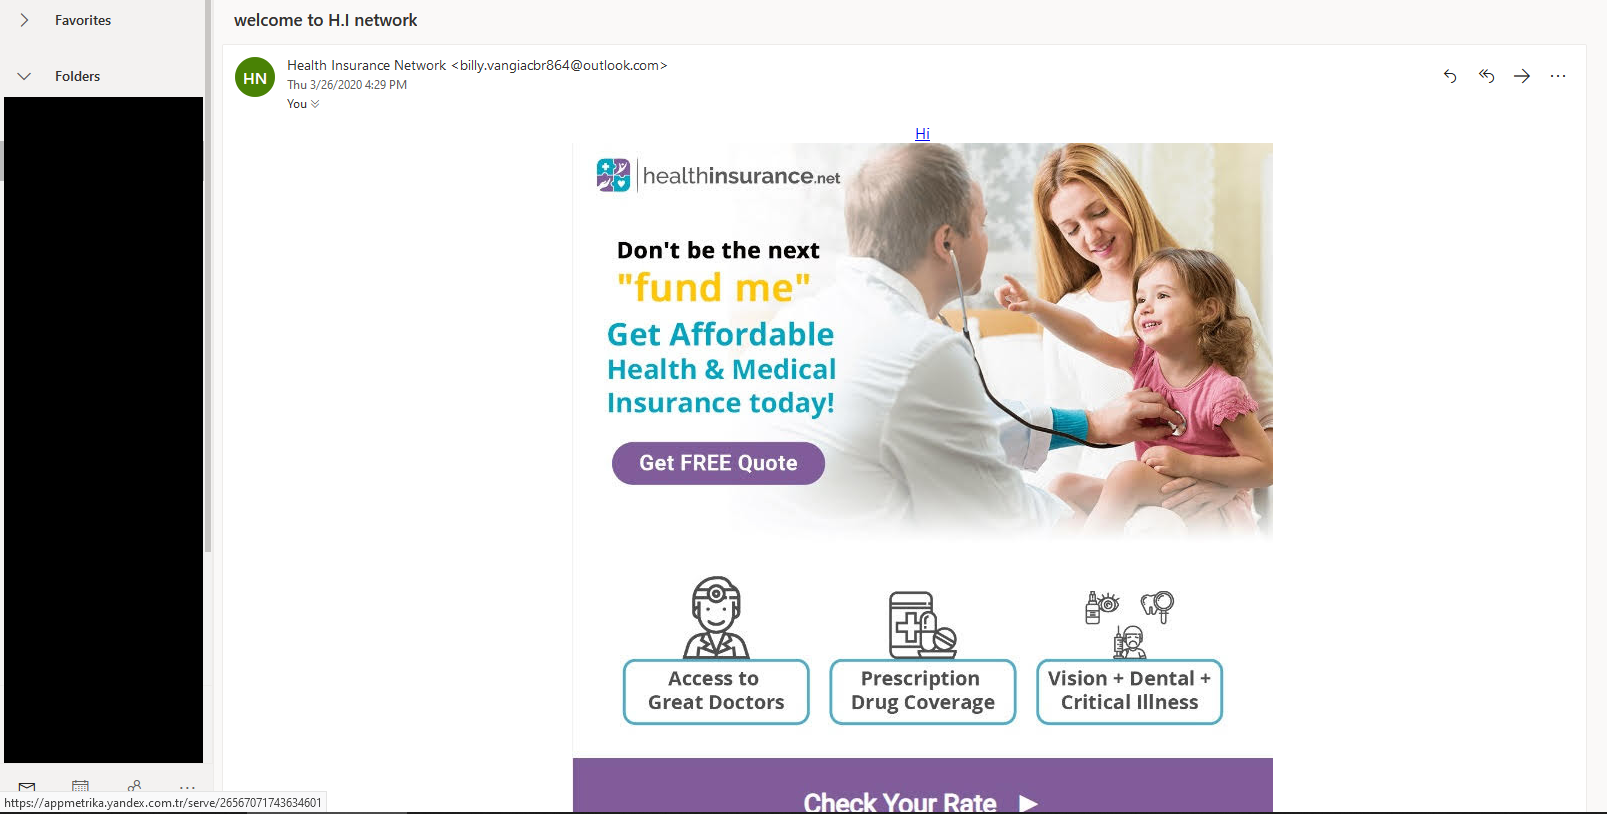 Favorites
Folders
welcome to H.I network
HN
Health Insurance Network <billy.vangiacbr864@outlook.com>
Thu 3/26/2020 4:29 PM
You
Hi
healthinsurance.net
Don't be the next
"fund me"
Get Affordable
Health & Medical
Insurance today!
Get FREE Quote
Access to
Great Doctors
Prescription
Drug Coverage
Vision + Dental +
Critical Illness
Check Your Rate
https://appmetrika.yandex.com.tr/serve/26567071743634601